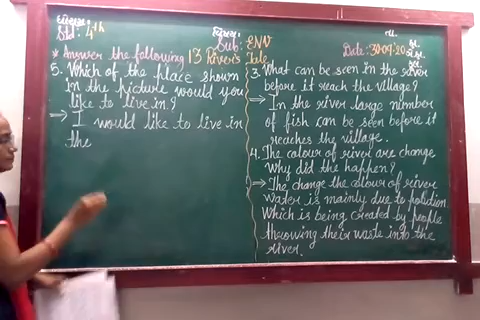 ધોરણ:
Std: 4th
વિષય:
Sub: ENV
તા.
Date: 30-09-20
* Answer the following
13 River's Tale
5. Which of the place shown
in the picture would you
like to live in?
⇒ I would like to live in
the
3. What can be seen in the river
before it reach the village?
⇒ In the river large number
of fish can be seen before it
reaches the village.
4. The colour of river are change
Why did the happen?
⇒ The change the colour of river
water is mainly due to pollution
Which is being created by people
throwing their waste into the
river.